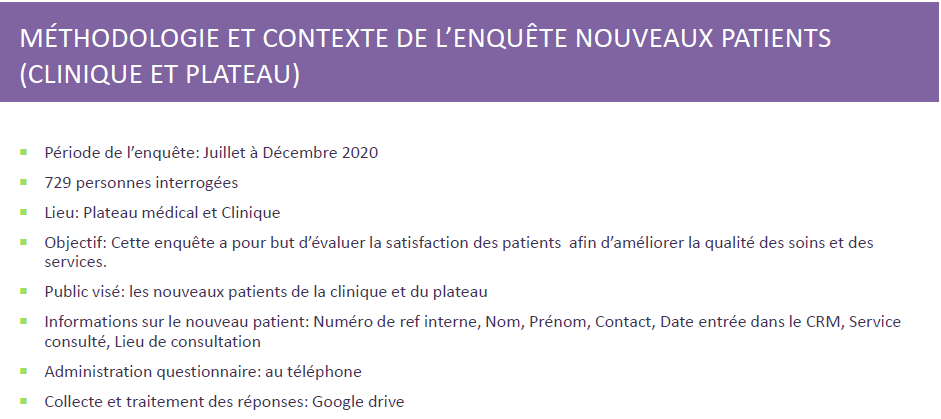 MÉTHODOLOGIE ET CONTEXTE DE L’ENQUÊTE NOUVEAUX PATIENTS
(CLINIQUE ET PLATEAU)
Période de l’enquête: Juillet à Décembre 2020
729 personnes interrogées
Lieu: Plateau médical et Clinique
Objectif: Cette enquête a pour but d’évaluer la satisfaction des patients afin d’améliorer la qualité des soins et des
services.
Public visé: les nouveaux patients de la clinique et du plateau
Informations sur le nouveau patient: Numéro de ref interne, Nom, Prénom, Contact, Date entrée dans le CRM, Service
consulté, Lieu de consultation
Administration questionnaire: au téléphone
Collecte et traitement des réponses: Google drive